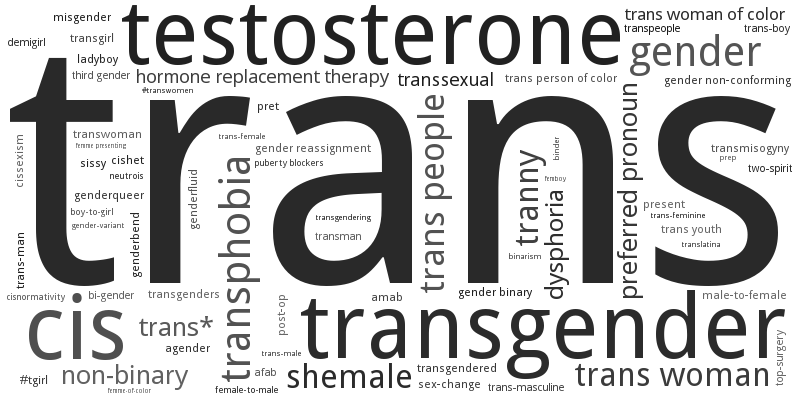 misgender
testosterone
trans woman of color
demigirl
transgirl
transpeople
trans-boy
ladyboy
gender
third gender
hormone replacement therapy
transsexual
trans person of color
gender non-conforming
#transwomen
trans
pret
transwoman
trans-female
femme presenting
gender reassignment
binder
transmisogyny
cissexism
sissy
cishet
puberty blockers
prep
neutrois
two-spirit
genderqueer
genderfluid
transphobia
trans people
tranny
femboy
preferred pronoun
boy-to-girl
gender-variant
genderbend
transgendering
transman
dysphoria
present
trans-feminine
trans youth
translatina
trans-man
binarism
cisnormativity
bi-gender
transgenders
post-op
amab
gender binary
male-to-female
cis
trans*
transgender
agender
trans-male
top-surgery
#tgirl
non-binary
afab
shemale
transgendered
trans woman
sex-change
femme-of-color
female-to-male
trans-masculine